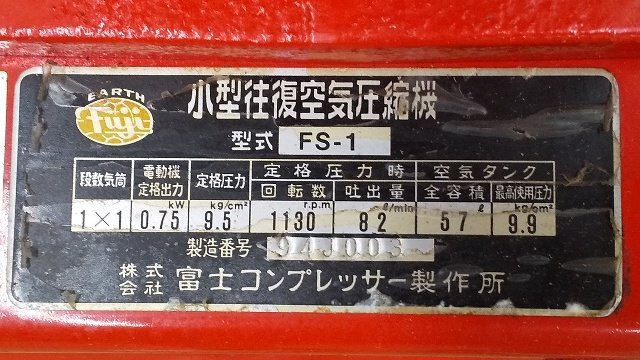 EARTH
Fuji
小型往復空気圧縮機
型式 FS-1
段数気筒 電動機定格出力 定格圧力 定格圧力時 空気タンク
回転数 吐出量 全容積 最高使用圧力
kW kg/cm² r.p.m. ℓ/min ℓ kg/cm²
1×1 0.75 9.5 1130 82 57 9.9
製造番号 94J003
株式会社 富士コンプレッサー製作所